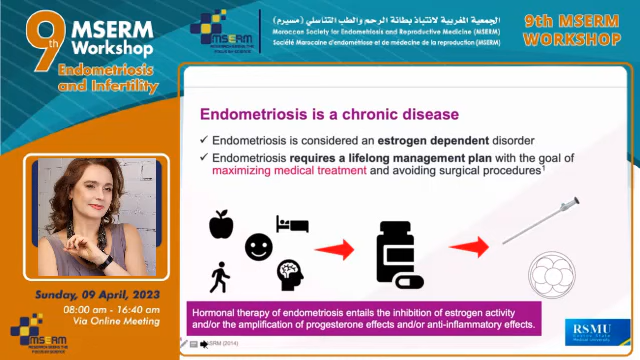 9th
MSERM
Workshop
Endometriosis
and Infertility
MSERM
الجمعية المغربية لانتباذ بطانة الرحم والطب التناسلي (مسيرم)
Moroccan Society for Endometriosis and Reproductive Medicine (MSERM)
Société Marocaine d'endométriose et de médecine de la reproduction (MSERM)
9th MSERM
WORKSHOP
Endometriosis is a chronic disease
✓ Endometriosis is considered an estrogen dependent disorder
✓ Endometriosis requires a lifelong management plan with the goal of
maximizing medical treatment and avoiding surgical procedures¹
Hormonal therapy of endometriosis entails the inhibition of estrogen activity
and/or the amplification of progesterone effects and/or anti-inflammatory effects.
RSMU
Sunday, 09 April, 2023
08:00 am - 16:40 am
Via Online Meeting
MSERM
(2014)